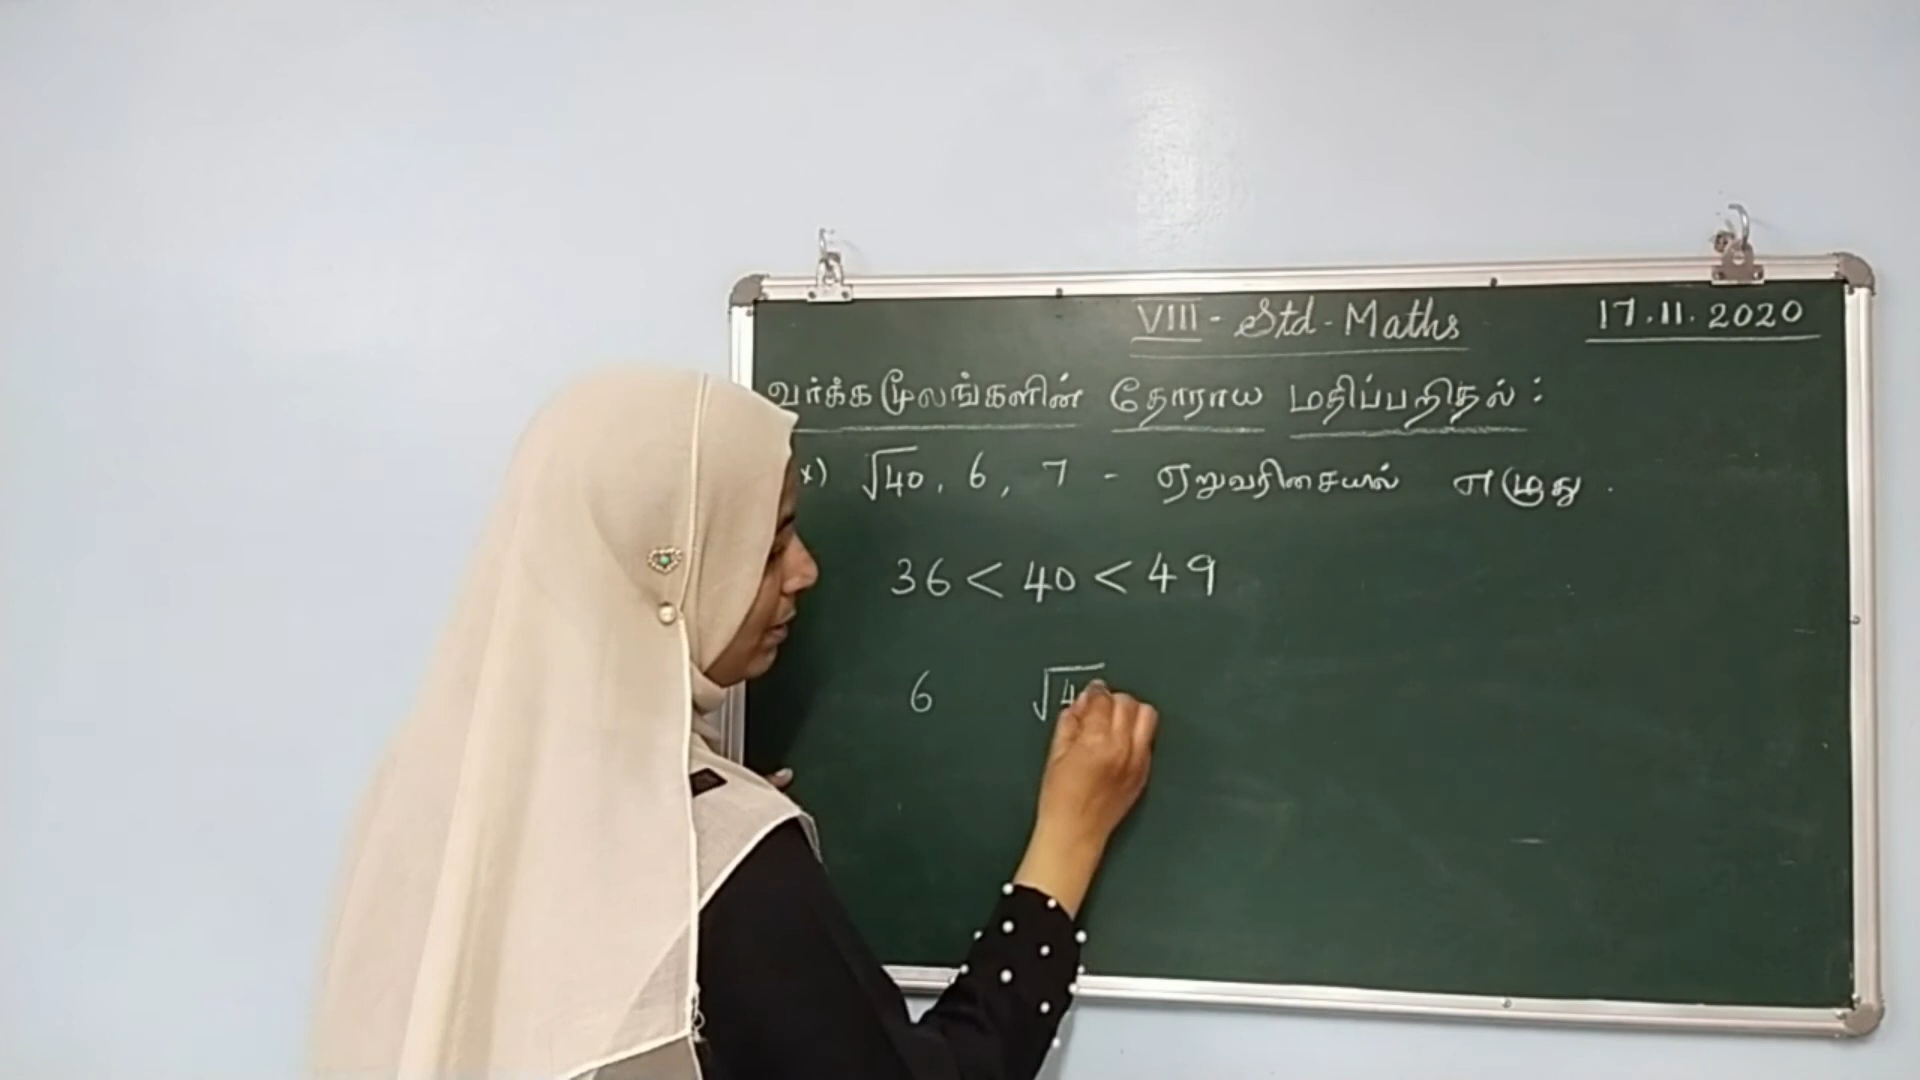 VIII - Std - Maths
17.11.2020
வர்க்கமூலங்களின் தோராய மதிப்பறிதல் :
x) √40, 6, 7 - ஏறுவரிசையில் எழுது .
36 < 40 < 49
6 √4